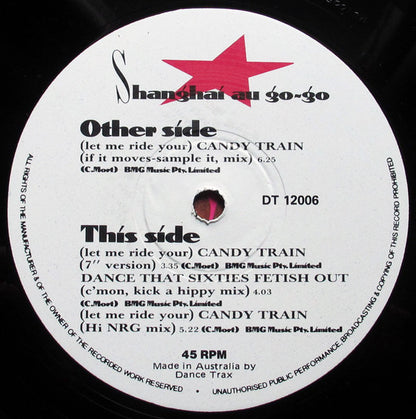 Shanghai au go-go
Other side
(let me ride your) CANDY TRAIN
(if it moves-sample it, mix) 6.25
(C.Mort) BMG Music Pty. Limited
DT 12006
This side
(let me ride your) CANDY TRAIN
(7" version) 3.35 (C.Mort) BMG Music Pty. Limited
DANCE THAT SIXTIES FETISH OUT
(c'mon, kick a hippy mix) 4.03
(C.Mort) BMG Music Pty. Limited
(let me ride your) CANDY TRAIN
(Hi NRG mix) 5.22 (C.Mort) BMG Music Pty. Limited
45 RPM
Made in Australia by
Dance Trax
ALL RIGHTS OF THE MANUFACTURER & OF THE OWNER OF THE RECORDED WORK RESERVED • UNAUTHORISED PUBLIC PERFORMANCE, BROADCASTING & COPYING OF THIS RECORD PROHIBITED